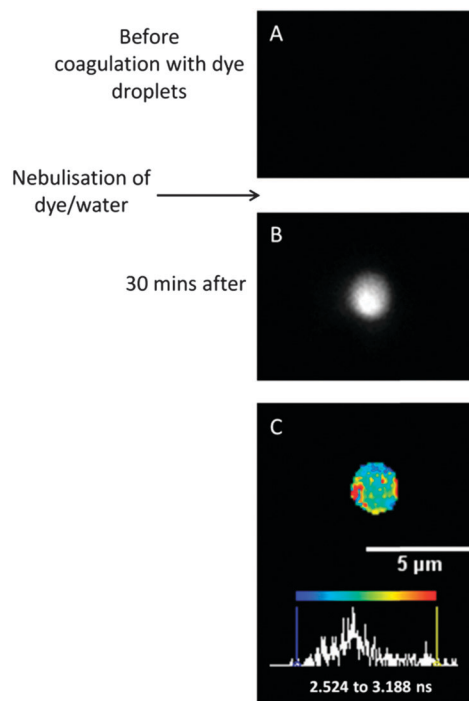 Before
coagulation with dye
droplets
A
Nebulisation of
dye/water
B
30 mins after
C
5 µm
2.524 to 3.188 ns